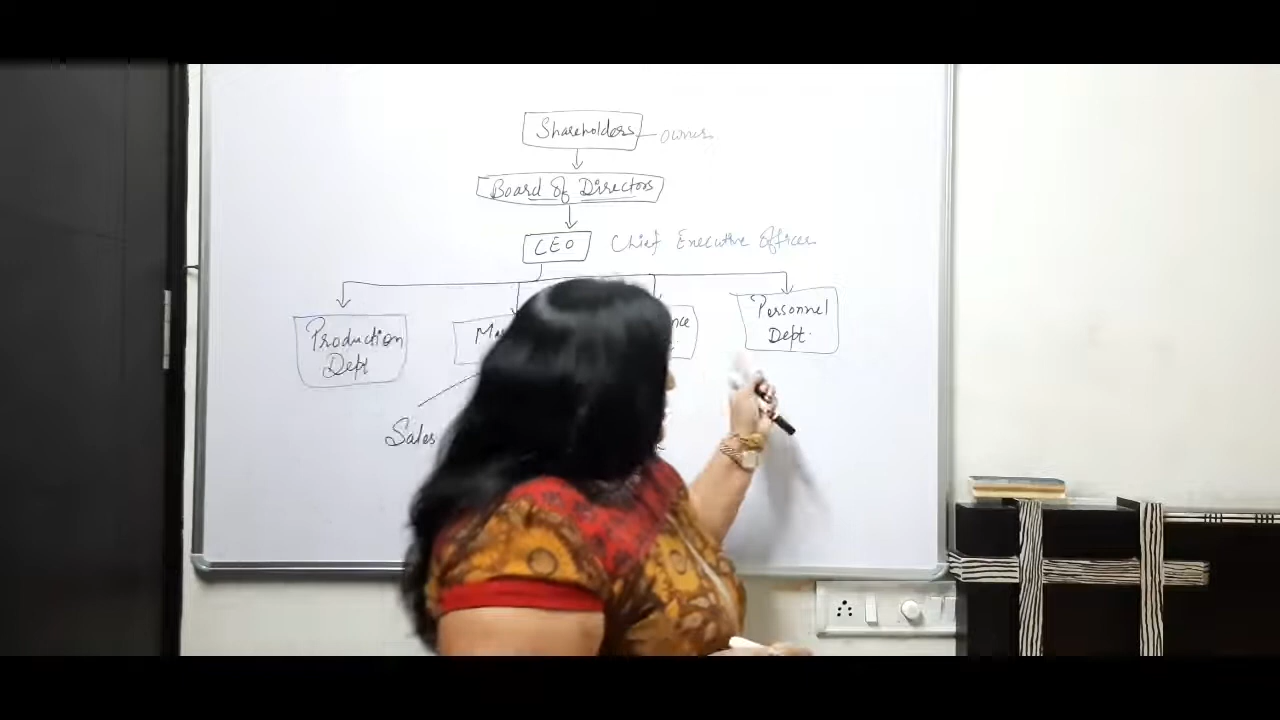 Shareholders - owners
Board Of Directors
CEO Chief Executive Officer
Production
Dept
Personnel
Dept.
Sales